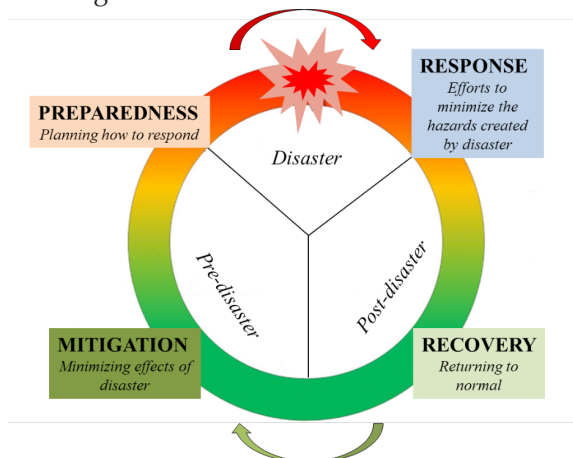 RESPONSE
Efforts to
minimize the
hazards created
by disaster
PREPAREDNESS
Planning how to respond
Disaster
Pre-disaster
Post-disaster
MITIGATION
Minimizing effects of
disaster
RECOVERY
Returning to
normal